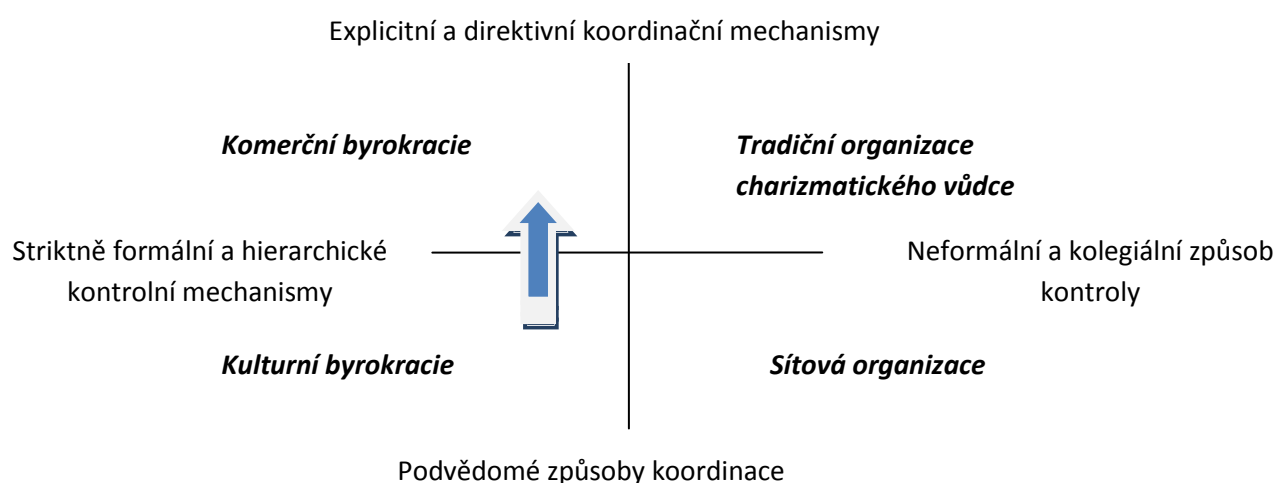 Explicitní a direktivní koordinační mechanismy
Komerční byrokracie
Tradiční organizace
charizmatického vůdce
Striktně formální a hierarchické
kontrolní mechanismy
Neformální a kolegiální způsob
kontroly
Kulturní byrokracie
Sítová organizace
Podvědomé způsoby koordinace